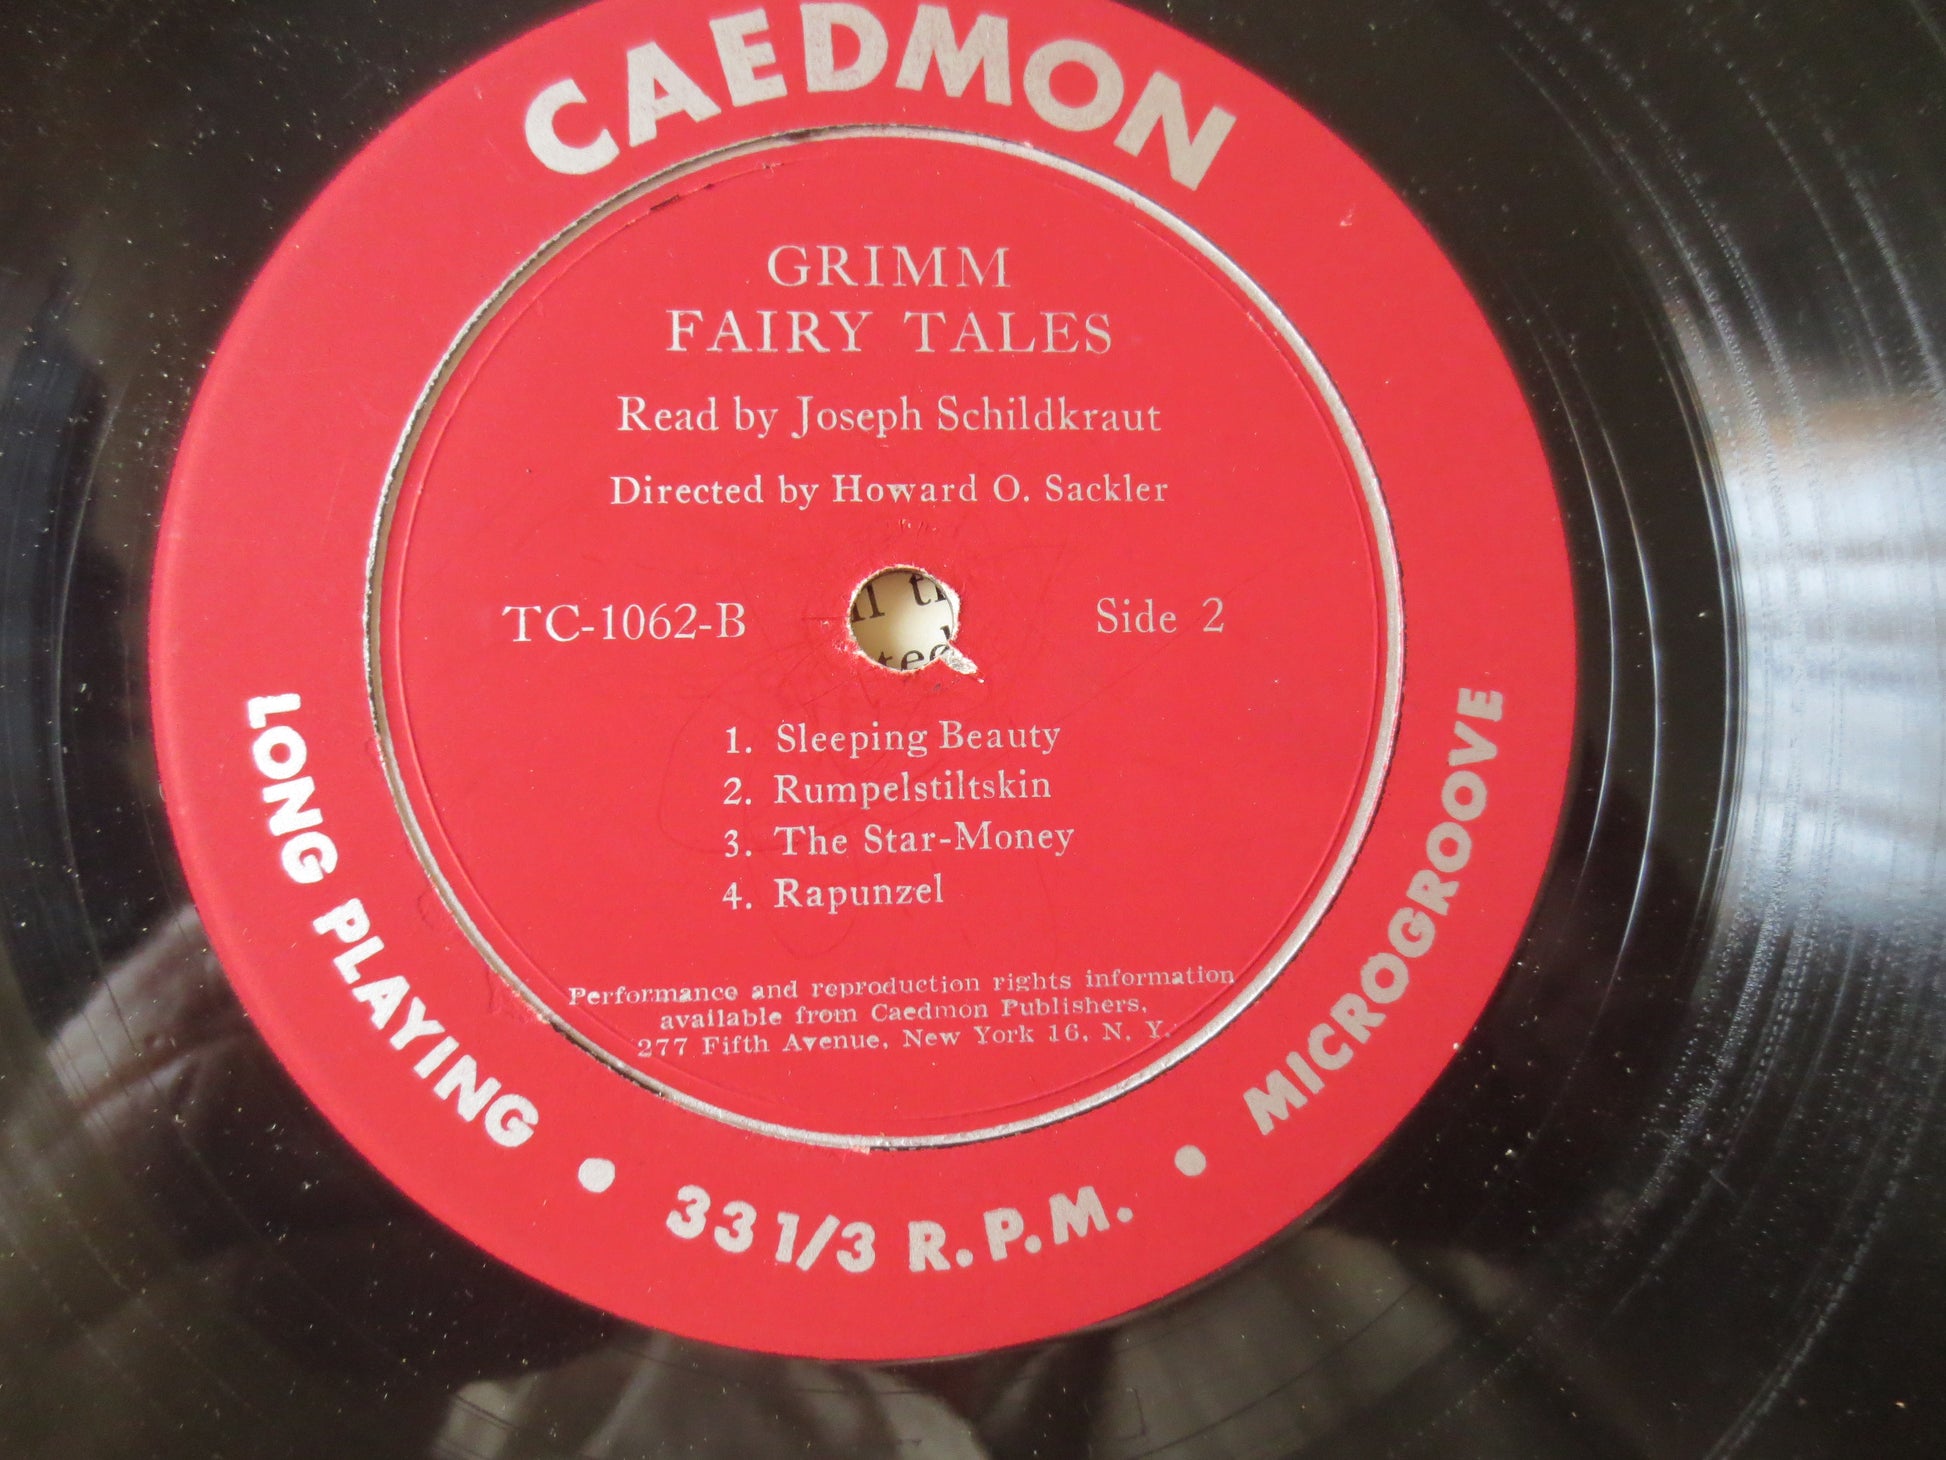 CAEDMON
GRIMM
FAIRY TALES
Read by Joseph Schildkraut
Directed by Howard O. Sackler
TC-1062-B
Side 2
1. Sleeping Beauty
2. Rumpelstiltskin
3. The Star-Money
4. Rapunzel
Performance and reproduction rights information
available from Caedmon Publishers,
277 Fifth Avenue, New York 16, N. Y.
LONG PLAYING • 33 1/3 R.P.M. • MICROGROOVE